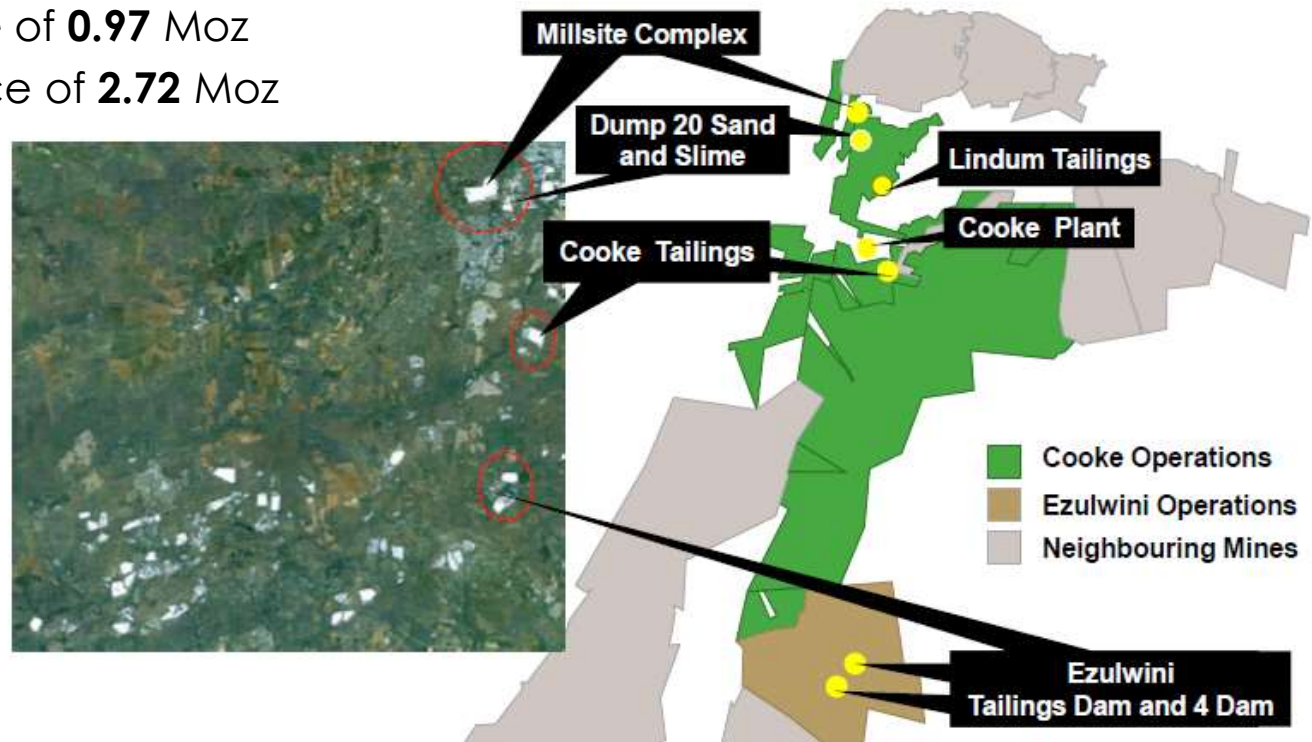 e of 0.97 Moz
ce of 2.72 Moz
Millsite Complex
Dump 20 Sand
and Slime
Lindum Tailings
Cooke Plant
Cooke Tailings
Cooke Operations
Ezulwini Operations
Neighbouring Mines
Ezulwini
Tailings Dam and 4 Dam